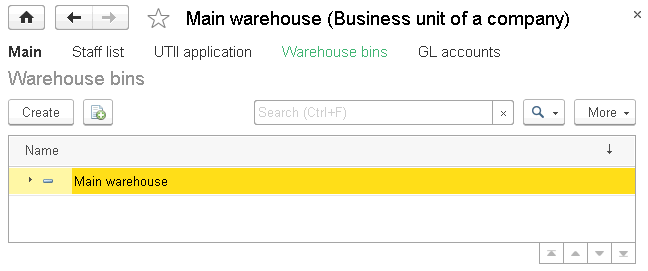 Main warehouse (Business unit of a company)
Main Staff list UTII application Warehouse bins GL accounts
Warehouse bins
Create Search (Ctrl+F) × More
Name ↓
Main warehouse